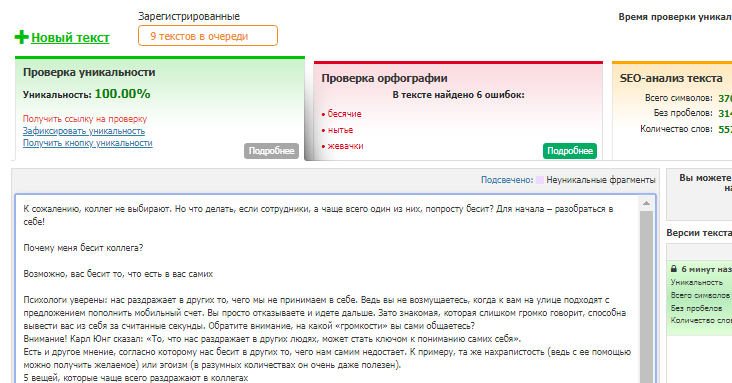 Зарегистрированные
Время проверки уникал
Новый текст
9 текстов в очереди
Проверка уникальности
Уникальность: 100.00%
Получить ссылку на проверку
Зафиксировать уникальность
Получить кнопку уникальности
Подробнее
Проверка орфографии
В тексте найдено 6 ошибок:
• бесячие
• нытье
• жевачки
Подробнее
SEO-анализ текста
Всего символов: 370
Без пробелов: 314
Количество слов: 557
Подсвечено: Неуникальные фрагменты
К сожалению, коллег не выбирают. Но что делать, если сотрудники, а чаще всего один из них, попросту бесит? Для начала – разобраться в
себе!
Почему меня бесит коллега?
Возможно, вас бесит то, что есть в вас самих
Психологи уверены: нас раздражает в других то, чего мы не принимаем в себе. Ведь вы не возмущаетесь, когда к вам на улице подходят с
предложением пополнить мобильный счет. Вы просто отказываете и идете дальше. Зато знакомая, которая слишком громко говорит, способна
вывести вас из себя за считанные секунды. Обратите внимание, на какой «громкости» вы сами общаетесь?
Внимание! Карл Юнг сказал: «То, что нас раздражает в других людях, может стать ключом к пониманию самих себя».
Есть и другое мнение, согласно которому нас бесит в других то, чего нам самим недостает. К примеру, та же нахрапистость (ведь с ее помощью
можно получить желаемое) или эгоизм (в разумных количествах он очень даже полезен).
5 вещей, которые чаще всего раздражают в коллегах
Вы можете
на
Версии текста
6 минут наз
Уникальность
Всего символов
Без пробелов
Количество слов